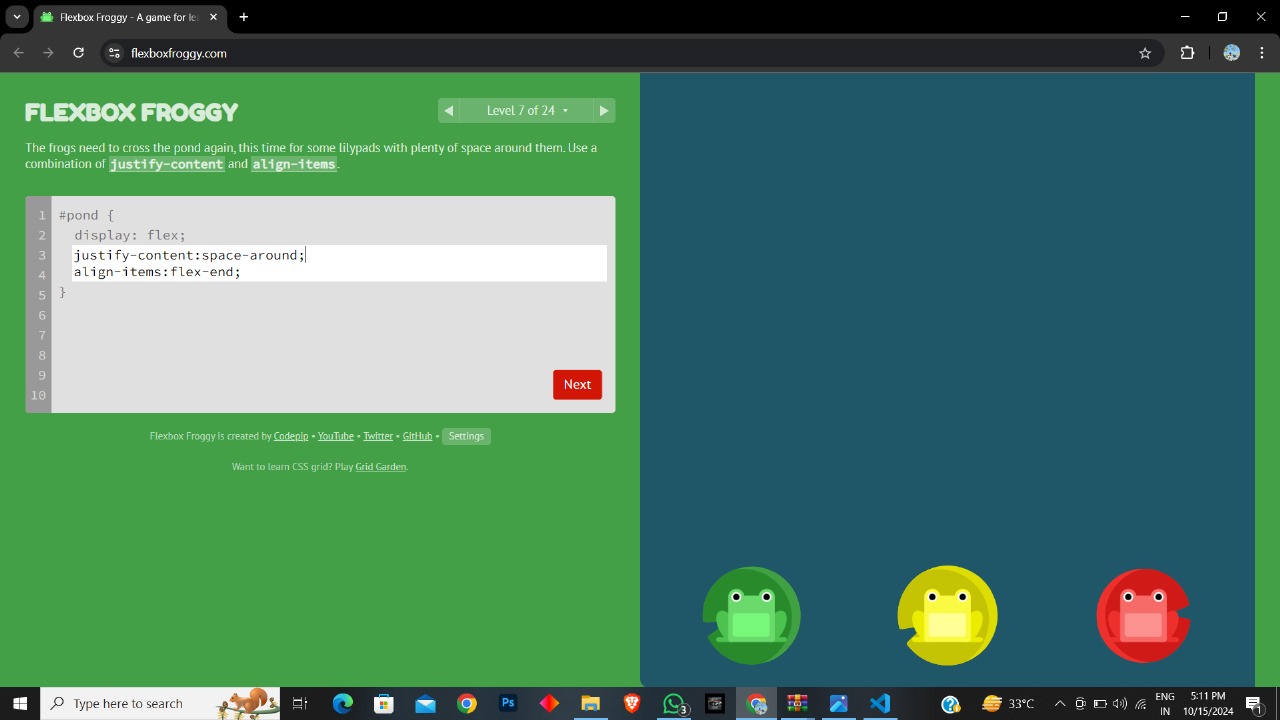 Flexbox Froggy - A game for le
flexboxfroggy.com
FLEXBOX FROGGY
Level 7 of 24
The frogs need to cross the pond again, this time for some lilypads with plenty of space around them. Use a
combination of justify-content and align-items.
1 #pond {
2 display: flex;
3 justify-content:space-around;
4 align-items:flex-end;
5 }
6
7
8
9
10
Next
Flexbox Froggy is created by Codepip • YouTube • Twitter • GitHub • Settings
Want to learn CSS grid? Play Grid Garden.
Type here to search
Ps
3
33°C
ENG
IN
5:11 PM
10/15/2024
1